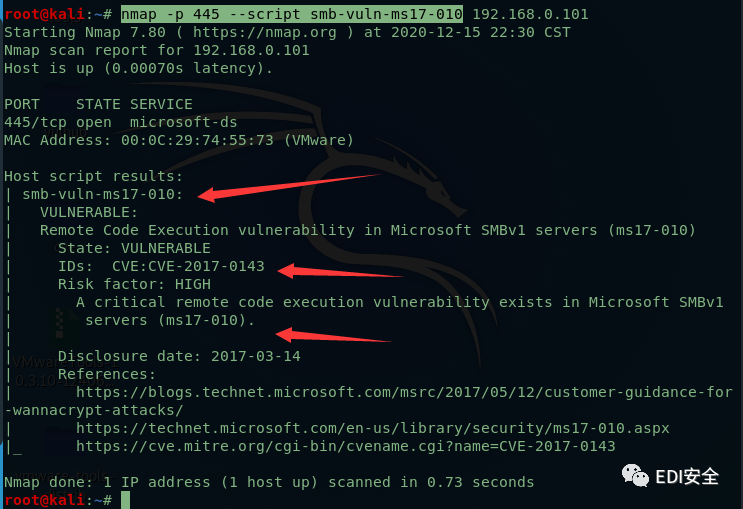 root@kali:~# nmap -p 445 --script smb-vuln-ms17-010 192.168.0.101
Starting Nmap 7.80 ( https://nmap.org ) at 2020-12-15 22:30 CST
Nmap scan report for 192.168.0.101
Host is up (0.00070s latency).

PORT    STATE SERVICE
445/tcp open  microsoft-ds
MAC Address: 00:0C:29:74:55:73 (VMware)

Host script results:
| smb-vuln-ms17-010:
|   VULNERABLE:
|   Remote Code Execution vulnerability in Microsoft SMBv1 servers (ms17-010)
|     State: VULNERABLE
|     IDs:  CVE:CVE-2017-0143
|     Risk factor: HIGH
|       A critical remote code execution vulnerability exists in Microsoft SMBv1
|        servers (ms17-010).
|
|     Disclosure date: 2017-03-14
|     References:
|       https://blogs.technet.microsoft.com/msrc/2017/05/12/customer-guidance-for
-wannacrypt-attacks/
|       https://technet.microsoft.com/en-us/library/security/ms17-010.aspx
|_      https://cve.mitre.org/cgi-bin/cvename.cgi?name=CVE-2017-0143

Nmap done: 1 IP address (1 host up) scanned in 0.73 seconds
root@kali:~#
EDI安全